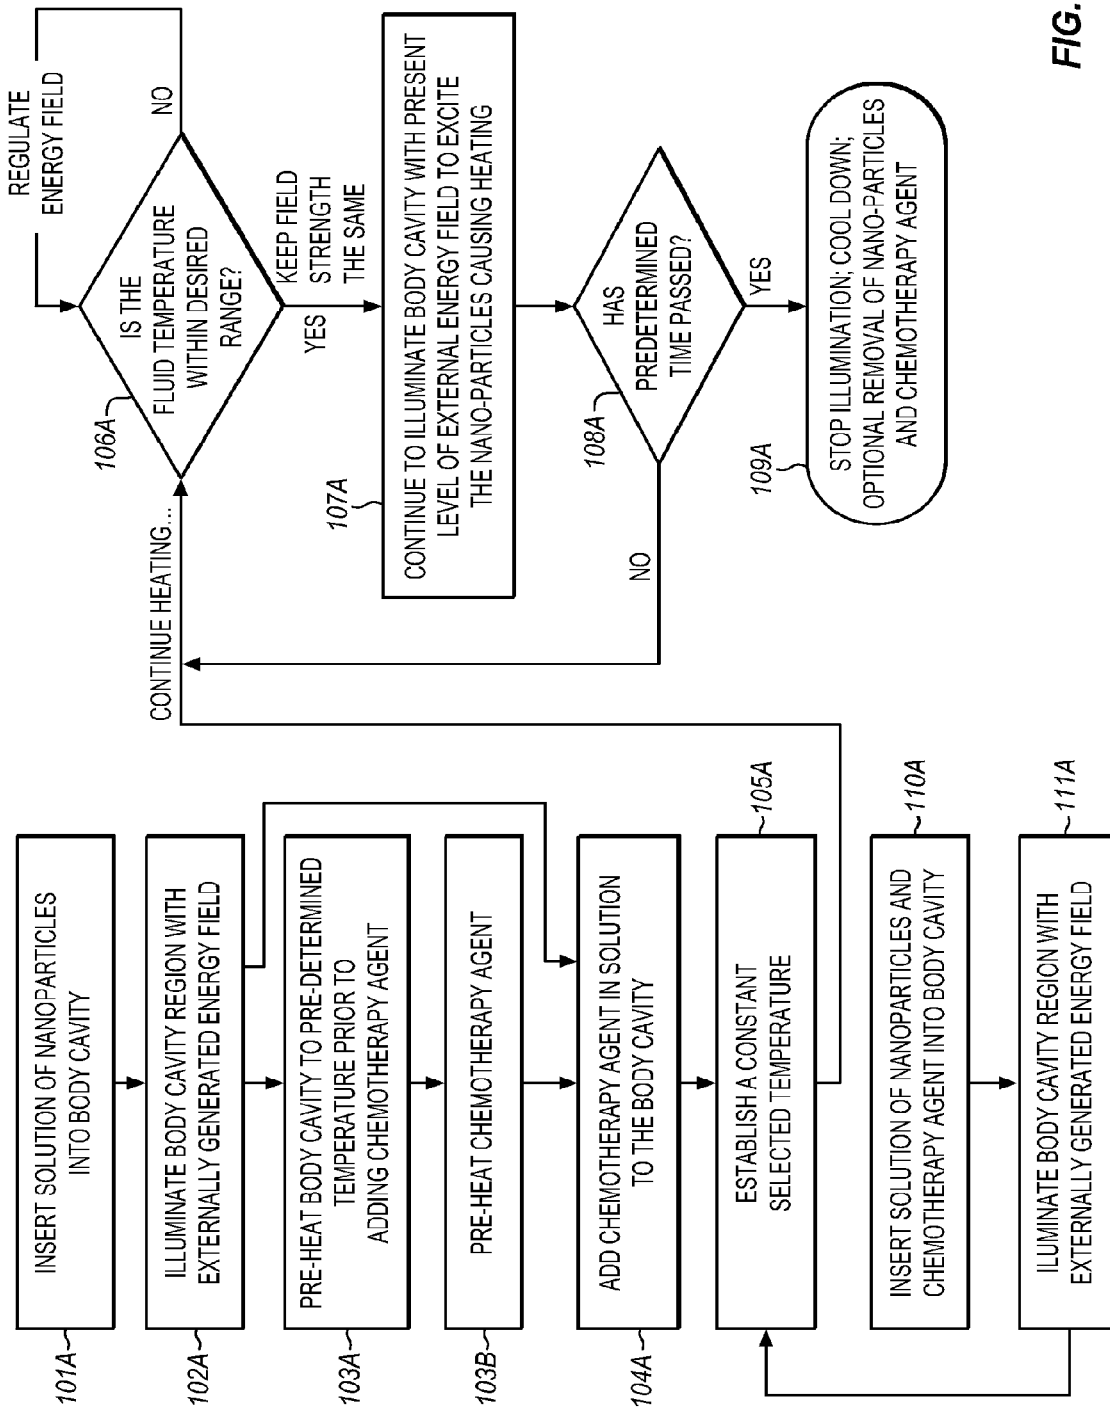 101A
INSERT SOLUTION OF NANOPARTICLES
INTO BODY CAVITY
102A
ILLUMINATE BODY CAVITY REGION WITH
EXTERNALLY GENERATED ENERGY FIELD
103A
PRE-HEAT BODY CAVITY TO PRE-DETERMINED
TEMPERATURE PRIOR TO
ADDING CHEMOTHERAPY AGENT
103B
PRE-HEAT CHEMOTHERAPY AGENT
104A
ADD CHEMOTHERAPY AGENT IN SOLUTION
TO THE BODY CAVITY
105A
ESTABLISH A CONSTANT
SELECTED TEMPERATURE
110A
INSERT SOLUTION OF NANOPARTICLES AND
CHEMOTHERAPY AGENT INTO BODY CAVITY
111A
ILUMINATE BODY CAVITY REGION WITH
EXTERNALLY GENERATED ENERGY FIELD
CONTINUE HEATING...
REGULATE
ENERGY FIELD
NO
106A
IS THE
FLUID TEMPERATURE
WITHIN DESIRED
RANGE?
YES
KEEP FIELD
STRENGTH
THE SAME
107A
CONTINUE TO ILLUMINATE BODY CAVITY WITH PRESENT
LEVEL OF EXTERNAL ENERGY FIELD TO EXCITE
THE NANO-PARTICLES CAUSING HEATING
108A
HAS
PREDETERMINED
TIME PASSED?
NO
YES
109A
STOP ILLUMINATION; COOL DOWN;
OPTIONAL REMOVAL OF NANO-PARTICLES
AND CHEMOTHERAPY AGENT
FIG.